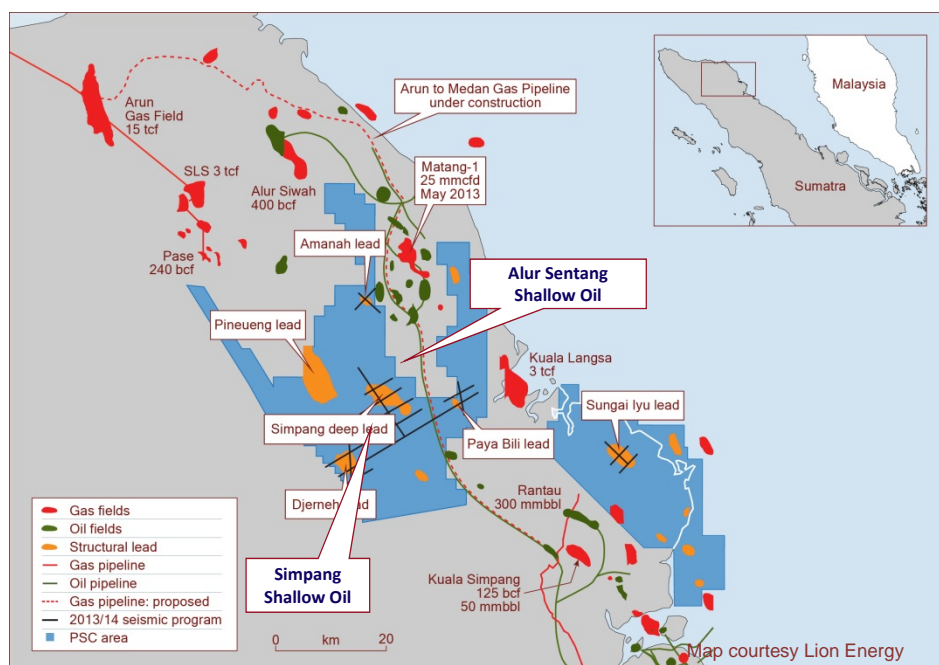 Arun to Medan Gas Pipeline
under construction
Malaysia
Sumatra
Arun
Gas Field
15 tcf
SLS 3 tcf
Alur Siwah
400 bcf
Matang-1
25 mmcfd
May 2013
Pase
240 bcf
Amanah lead
Alur Sentang
Shallow Oil
Pineueng lead
Kuala Langsa
3 tcf
Simpang deep lead
Paya Bili lead
Sungai Iyu lead
Djerneh lead
Rantau
300 mmbbl
Simpang
Shallow Oil
Kuala Simpang
125 bcf
50 mmbbl
Gas fields
Oil fields
Structural lead
Gas pipeline
Oil pipeline
Gas pipeline: proposed
2013/14 seismic program
PSC area
0 20
km
Map courtesy Lion Energy